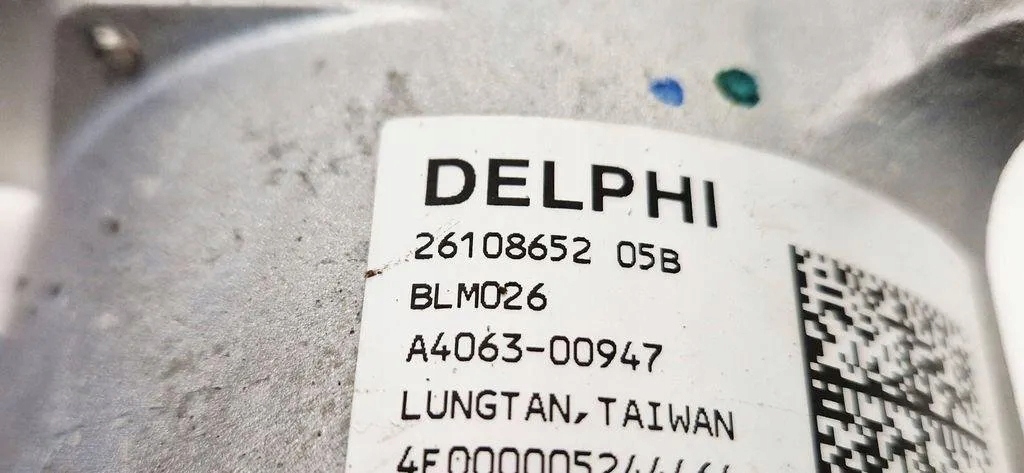 DELPHI
26108652 05B
BLM026
A4063-00947
LUNGTAN,TAIWAN